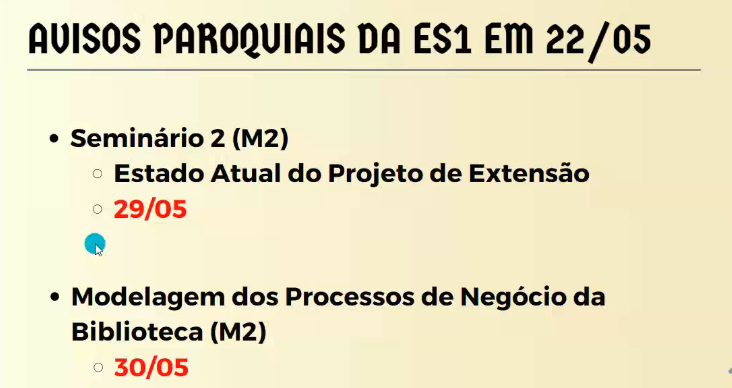 AVISOS PAROQUIAIS DA ES1 EM 22/05
Seminário 2 (M2)
Estado Atual do Projeto de Extensão
29/05
Modelagem dos Processos de Negócio da
Biblioteca (M2)
30/05